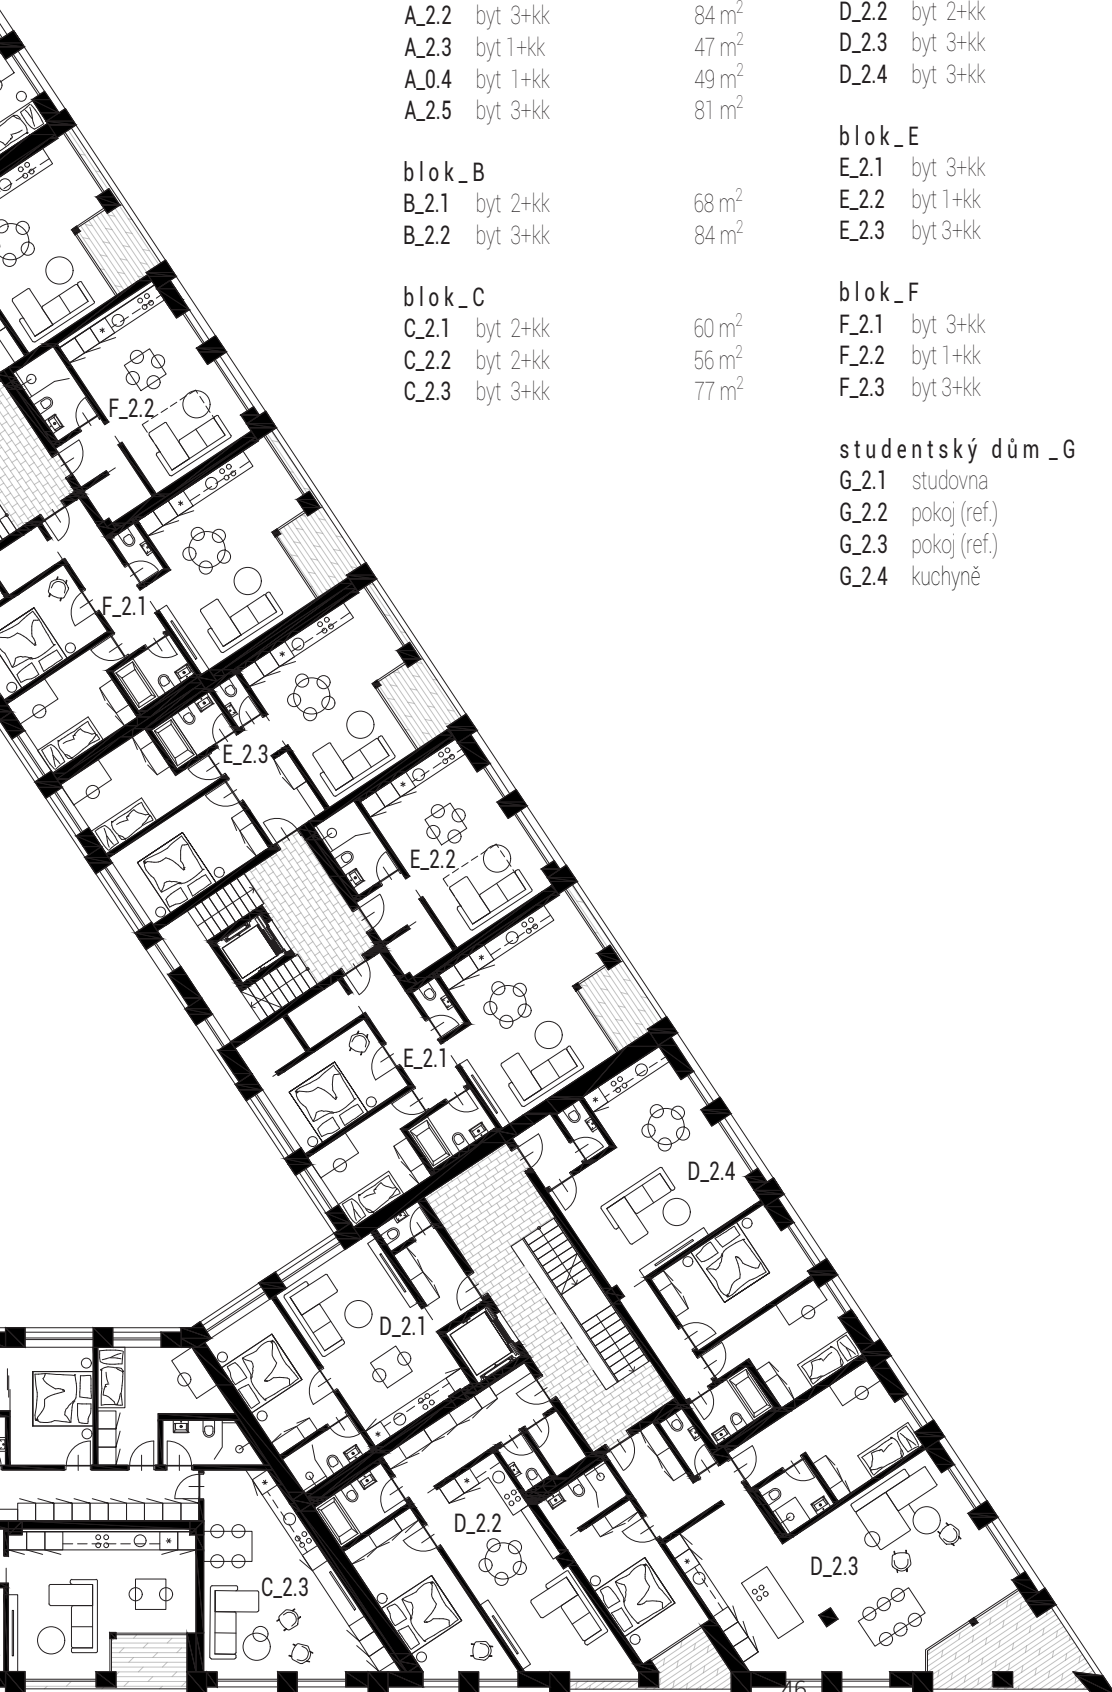 A_2.2 byt 3+kk 84 m²
A_2.3 byt 1+kk 47 m²
A_0.4 byt 1+kk 49 m²
A_2.5 byt 3+kk 81 m²
blok_B
B_2.1 byt 2+kk 68 m²
B_2.2 byt 3+kk 84 m²
blok_C
C_2.1 byt 2+kk 60 m²
C_2.2 byt 2+kk 56 m²
C_2.3 byt 3+kk 77 m²
D_2.2 byt 2+kk
D_2.3 byt 3+kk
D_2.4 byt 3+kk
blok_E
E_2.1 byt 3+kk
E_2.2 byt 1+kk
E_2.3 byt 3+kk
blok_F
F_2.1 byt 3+kk
F_2.2 byt 1+kk
F_2.3 byt 3+kk
studentský dům_G
G_2.1 studovna
G_2.2 pokoj (ref.)
G_2.3 pokoj (ref.)
G_2.4 kuchyně
F_2.2
F_2.1
E_2.3
E_2.2
E_2.1
D_2.4
D_2.1
D_2.2
D_2.3
C_2.3
46